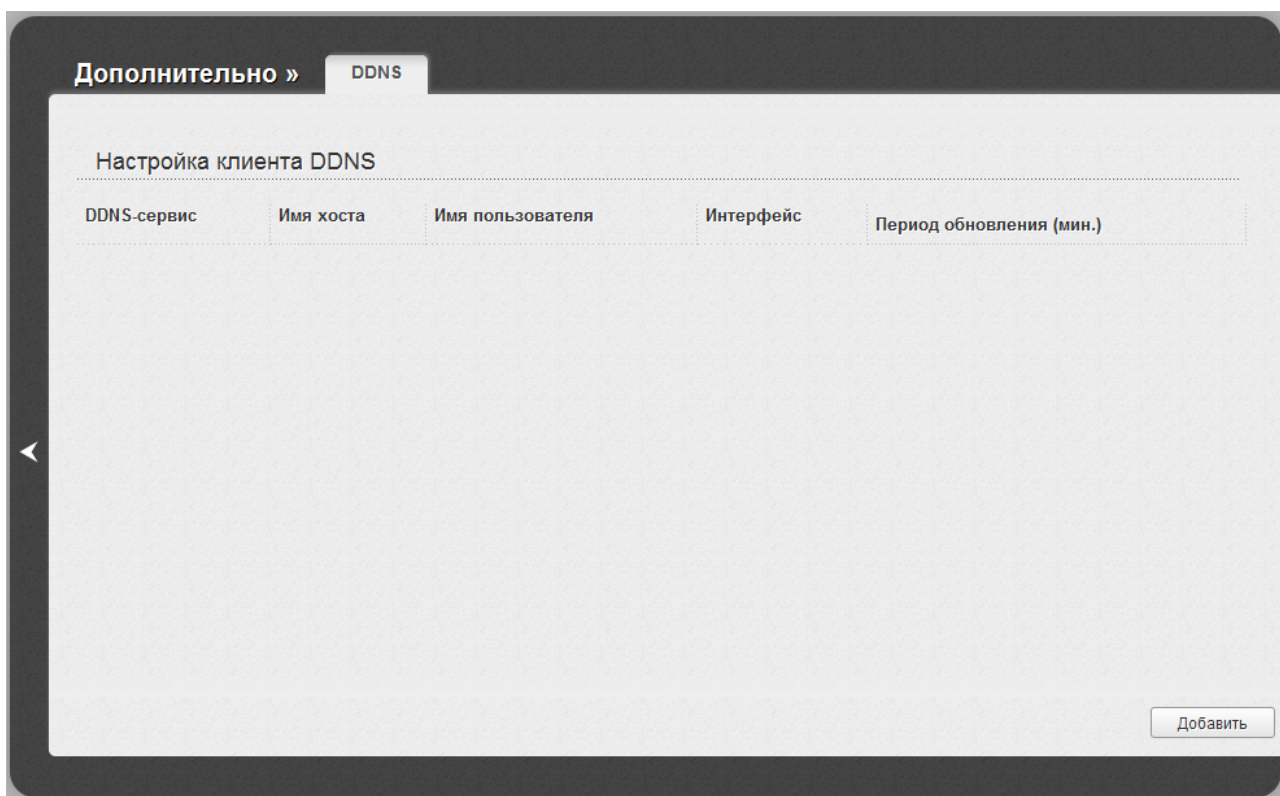 Дополнительно » DDNS
Настройка клиента DDNS
DDNS-сервис Имя хоста Имя пользователя Интерфейс Период обновления (мин.)
Добавить